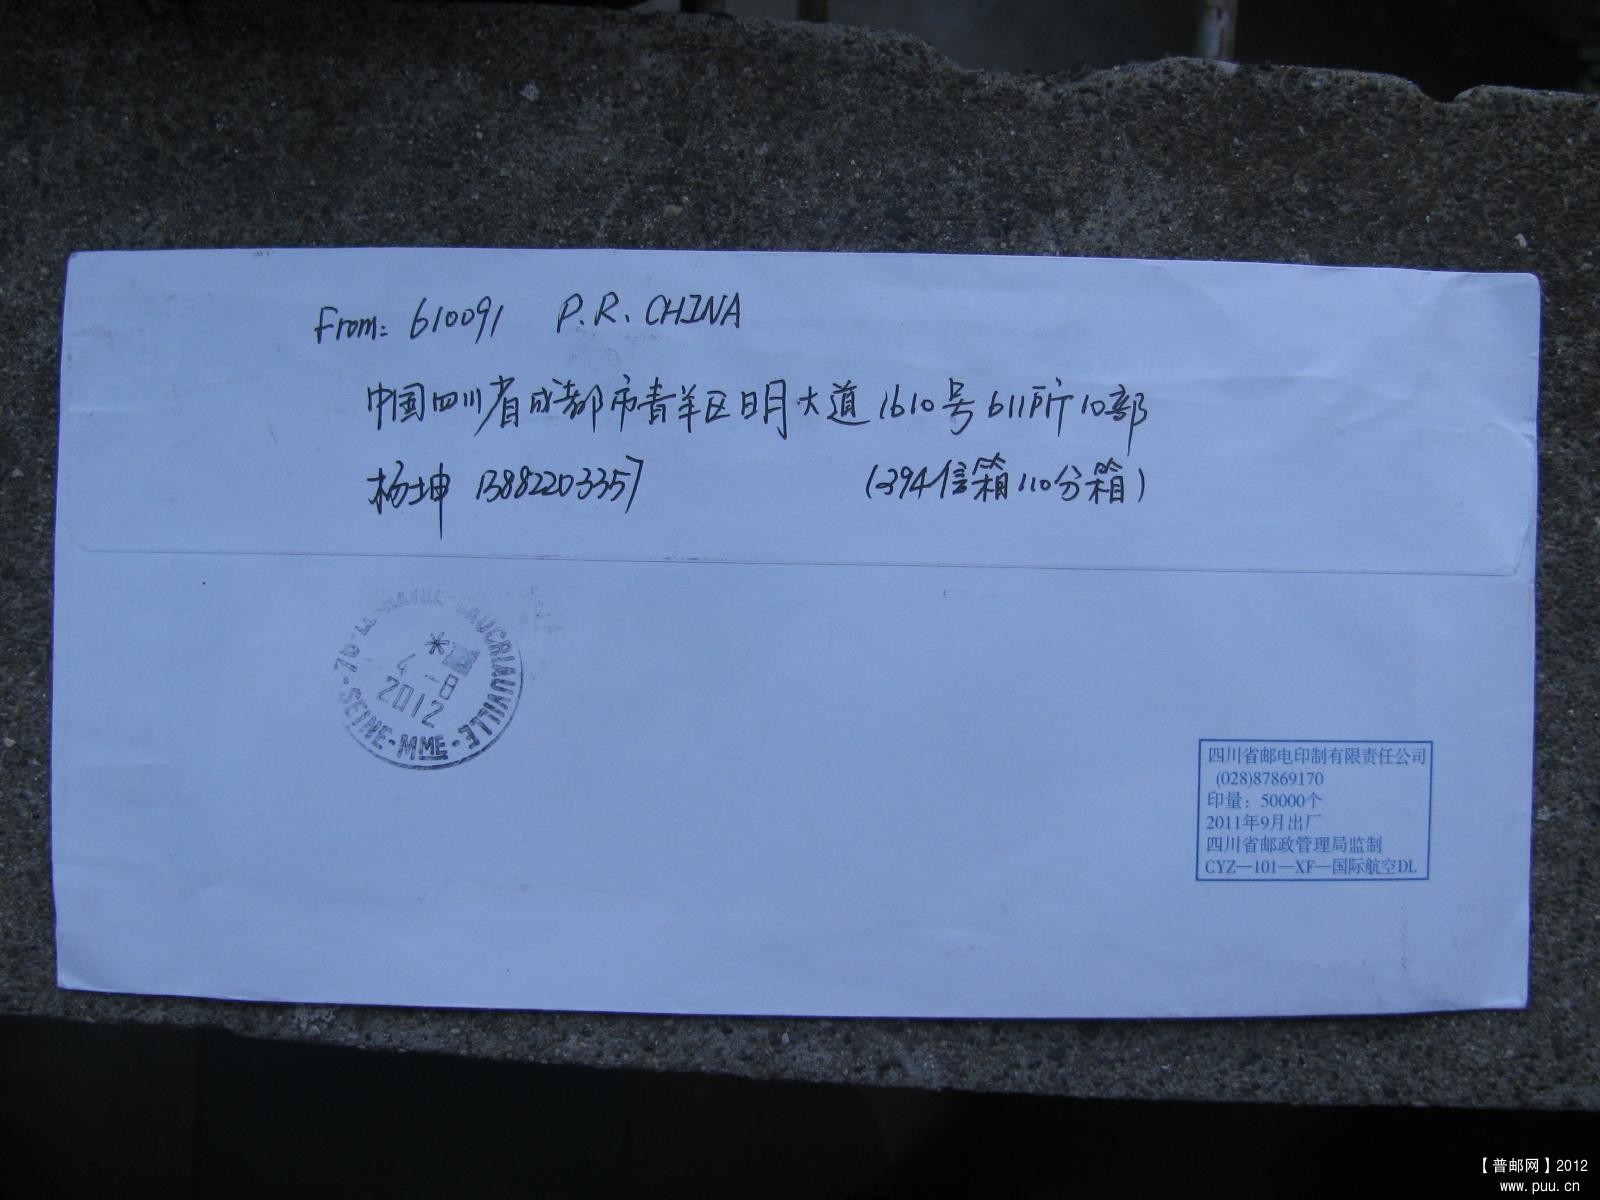 From: 610091 P.R. CHINA
中国四川省成都市青羊区日月大道1610号611所10部
杨坤 13882203357 (394信箱110分箱)
CAUCRIAUVILLE
*
4-8
2012
76-SEINE-MME
四川省邮电印制有限责任公司
(028)87869170
印量：50000个
2011年9月出厂
四川省邮政管理局监制
CYZ—101—XF—国际航空DL
【普邮网】2012
www.puu.cn